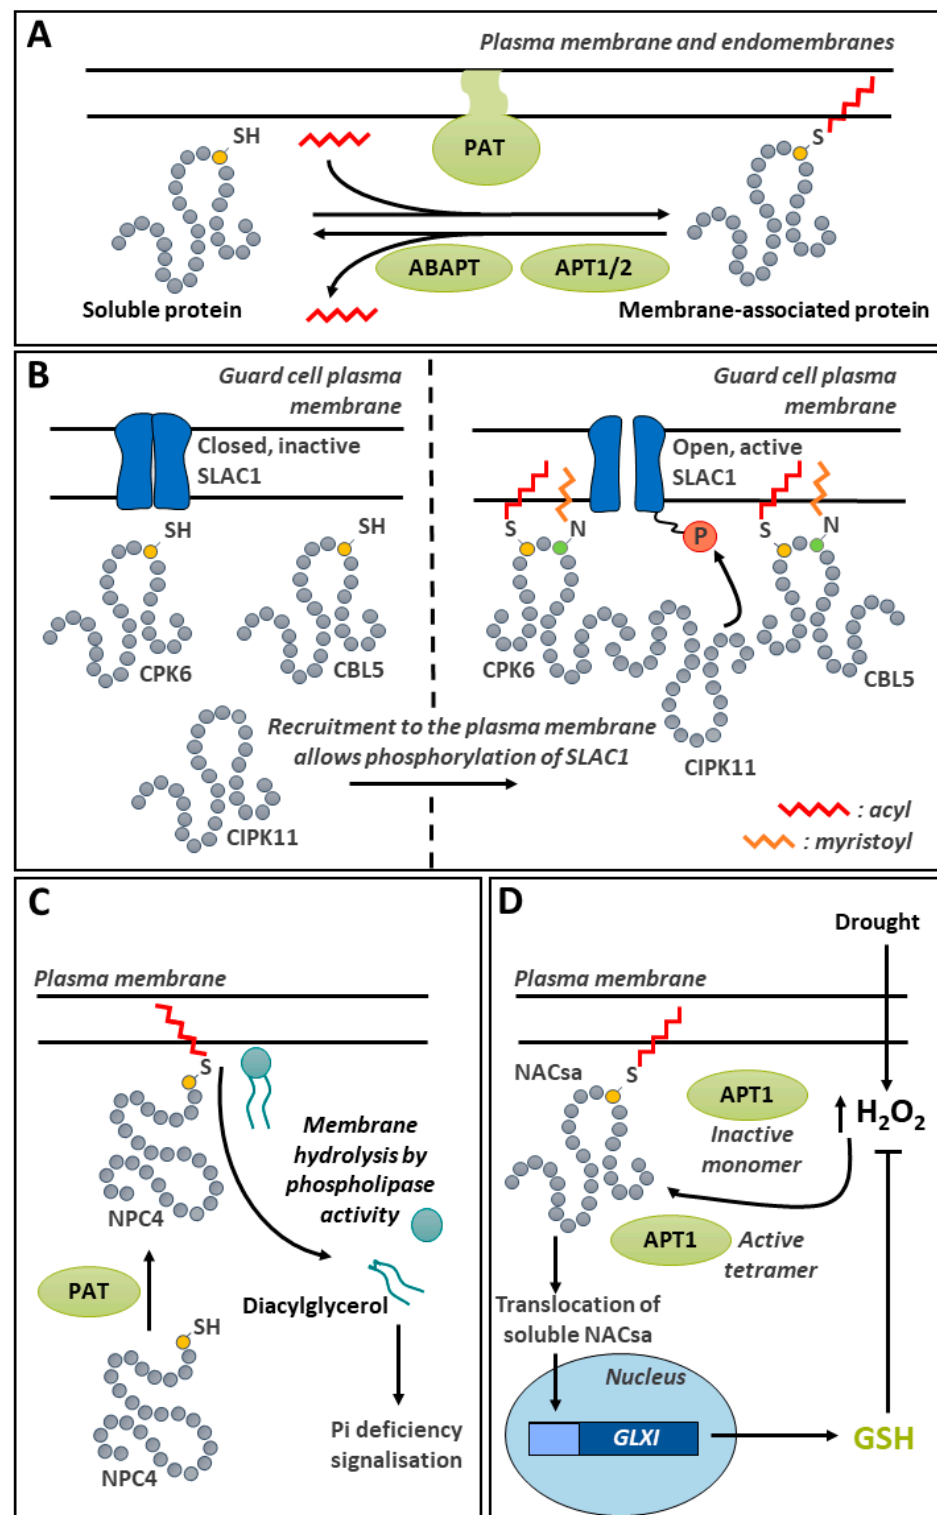 A
Plasma membrane and endomembranes
SH
PAT
S
ABAPT
APT1/2
Soluble protein
Membrane-associated protein
B
Guard cell plasma
membrane
Closed, inactive
SLAC1
SH
SH
CPK6
CBL5
CIPK11
Guard cell plasma
membrane
Open, active
SLAC1
S
N
P
S
N
CPK6
CBL5
CIPK11
Recruitment to the plasma membrane
allows phosphorylation of SLAC1
: acyl
: myristoyl
C
Plasma membrane
S
Membrane
hydrolysis by
phospholipase
activity
NPC4
PAT
Diacylglycerol
SH
NPC4
Pi deficiency
signalisation
D
Drought
Plasma membrane
NACsa
S
APT1
Inactive
monomer
H₂O₂
APT1
Active
tetramer
Translocation of
soluble NACsa
Nucleus
GLXI
GSH